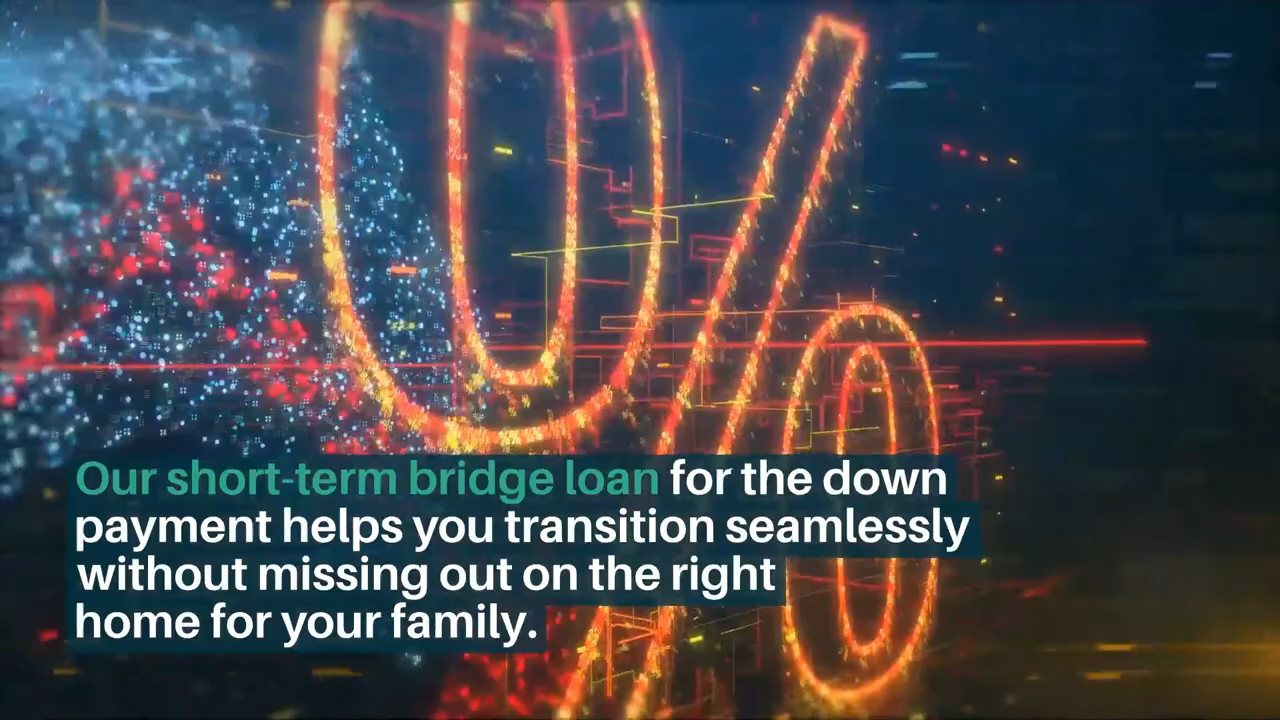 Our short-term bridge loan for the down
payment helps you transition seamlessly
without missing out on the right
home for your family.